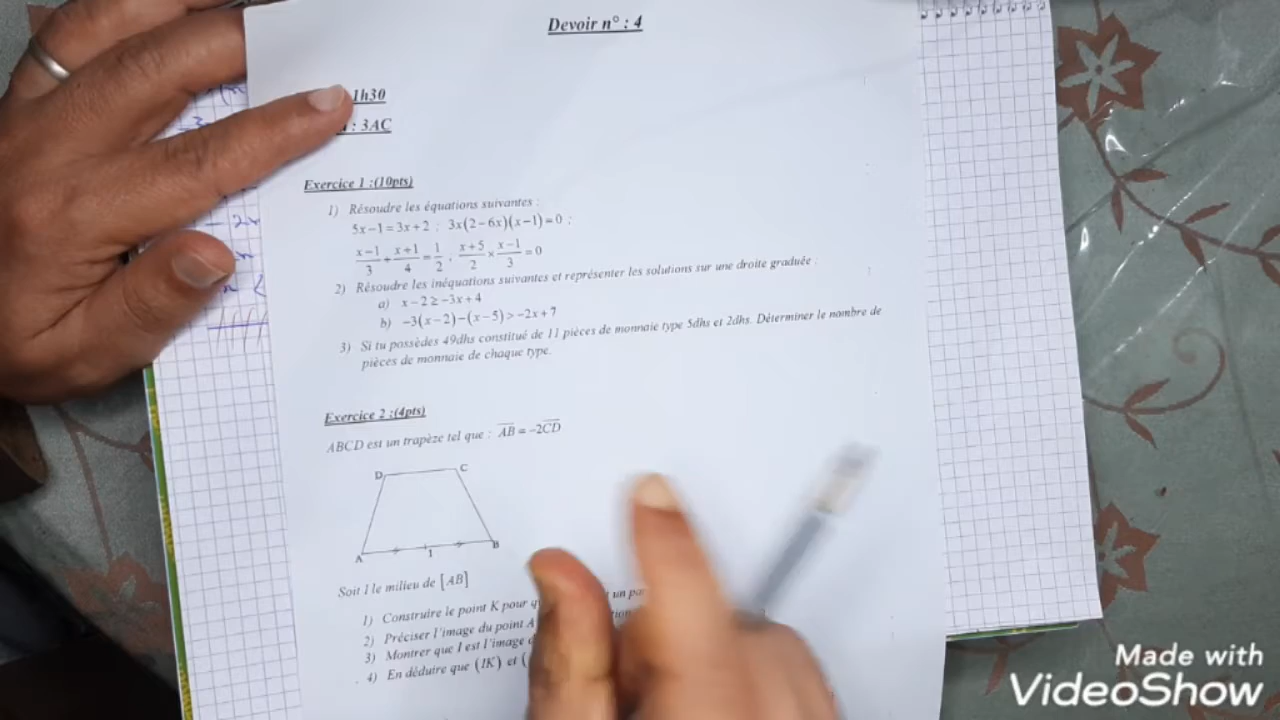 Devoir n° : 4
1h30
: 3AC
Exercice 1 :(10pts)
1) Résoudre les équations suivantes :
5x−1=3x+2 ; 3x(2−6x)(x−1)=0 ;
x−1/3 + x+1/4 = 1/2 , x+5/2 × x−1/3 =0
2) Résoudre les inéquations suivantes et représenter les solutions sur une droite graduée :
a) x−2≥−3x+4
b) −3(x−2)−(x−5)>−2x+7
3) Si tu possèdes 49dhs constitué de 11 pièces de monnaie type 5dhs et 2dhs. Déterminer le nombre de
pièces de monnaie de chaque type.
Exercice 2 :(4pts)
ABCD est un trapèze tel que : AB = −2CD
D C
A I B
Soit I le milieu de [AB]
1) Construire le point K pour un
2) Préciser l'image du point A
3) Montrer que I est l'image
4) En déduire que (IK) et (
Made with
VideoShow